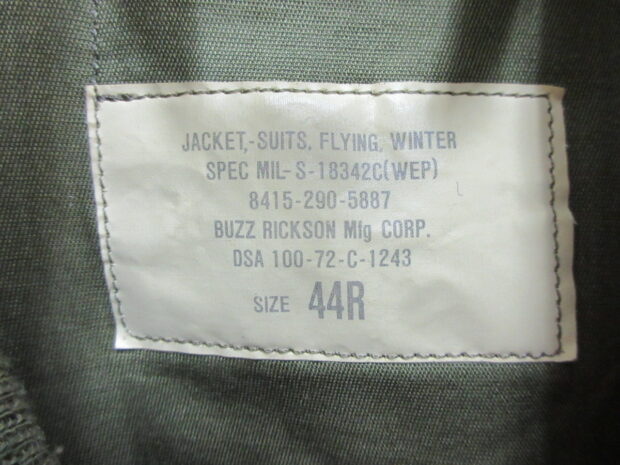 JACKET,-SUITS, FLYING, WINTER
SPEC MIL-S-18342C(WEP)
8415-290-5887
BUZZ RICKSON Mfg CORP.
DSA 100-72-C-1243
SIZE 44R